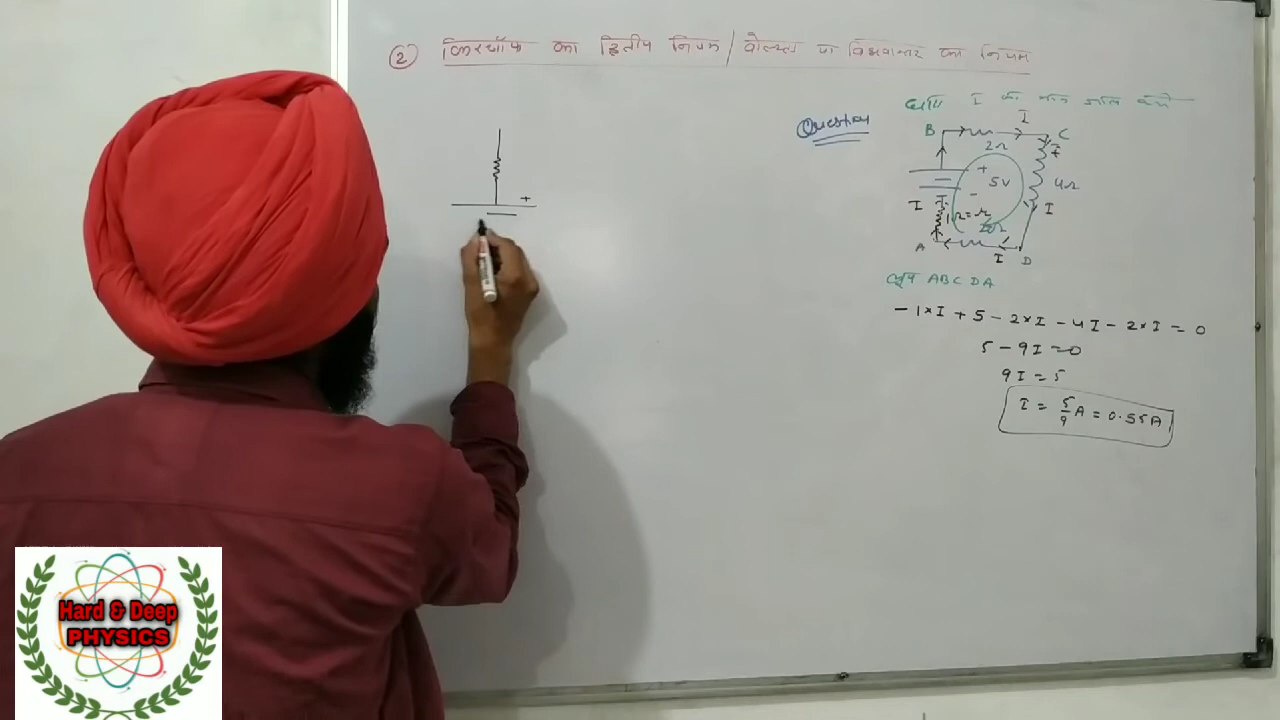 ② किरचॉफ का द्वितीय नियम / वोल्टता या विभवान्तर का नियम
Question
धारा I का मान ज्ञात करो
B I C
2Ω
I
+ 5V
-
4Ω
I I
1Ω = r
2Ω
A I D
लूप ABCDA
- 1×I + 5 - 2×I - 4I - 2×I = 0
5 - 9I = 0
9I = 5
I = 5/9 A = 0.55A
+
Hard & Deep
PHYSICS